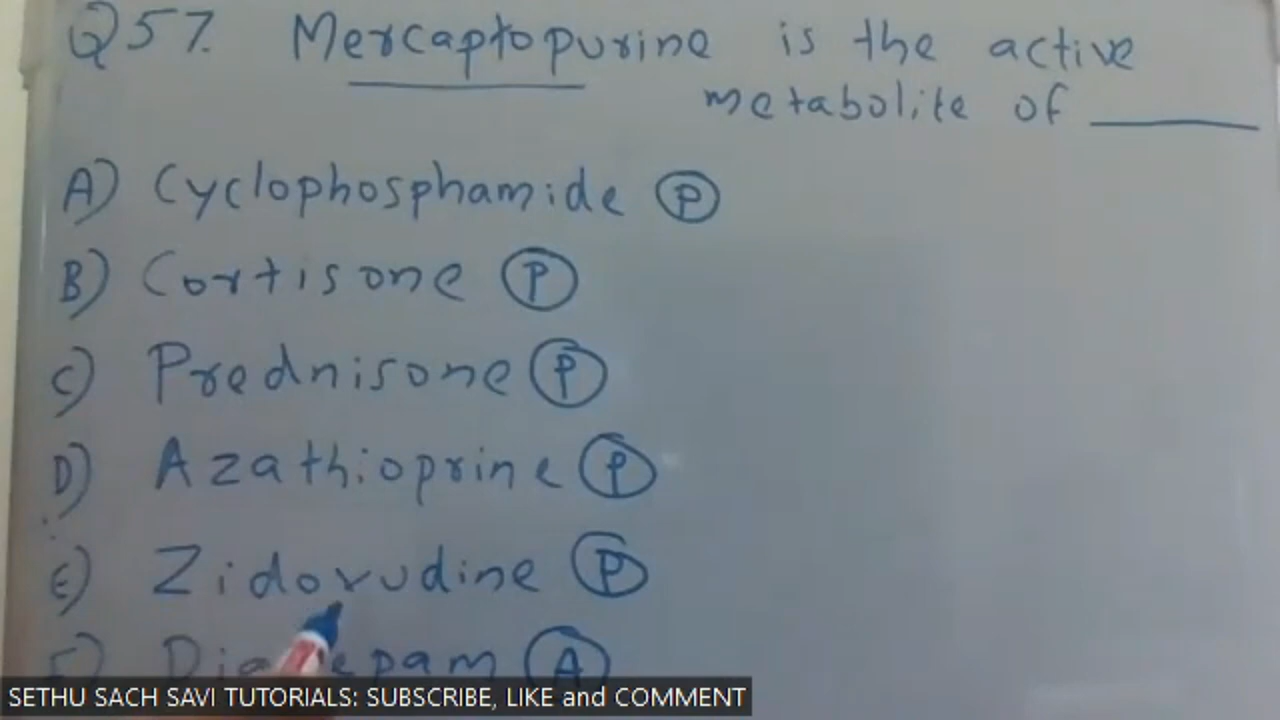 Q57. Mercaptopurine is the active
metabolite of ______
A) Cyclophosphamide P
B) Cortisone P
C) Prednisone P
D) Azathioprine P
E) Zidovudine P
A
SETHU SACH SAVI TUTORIALS: SUBSCRIBE, LIKE and COMMENT